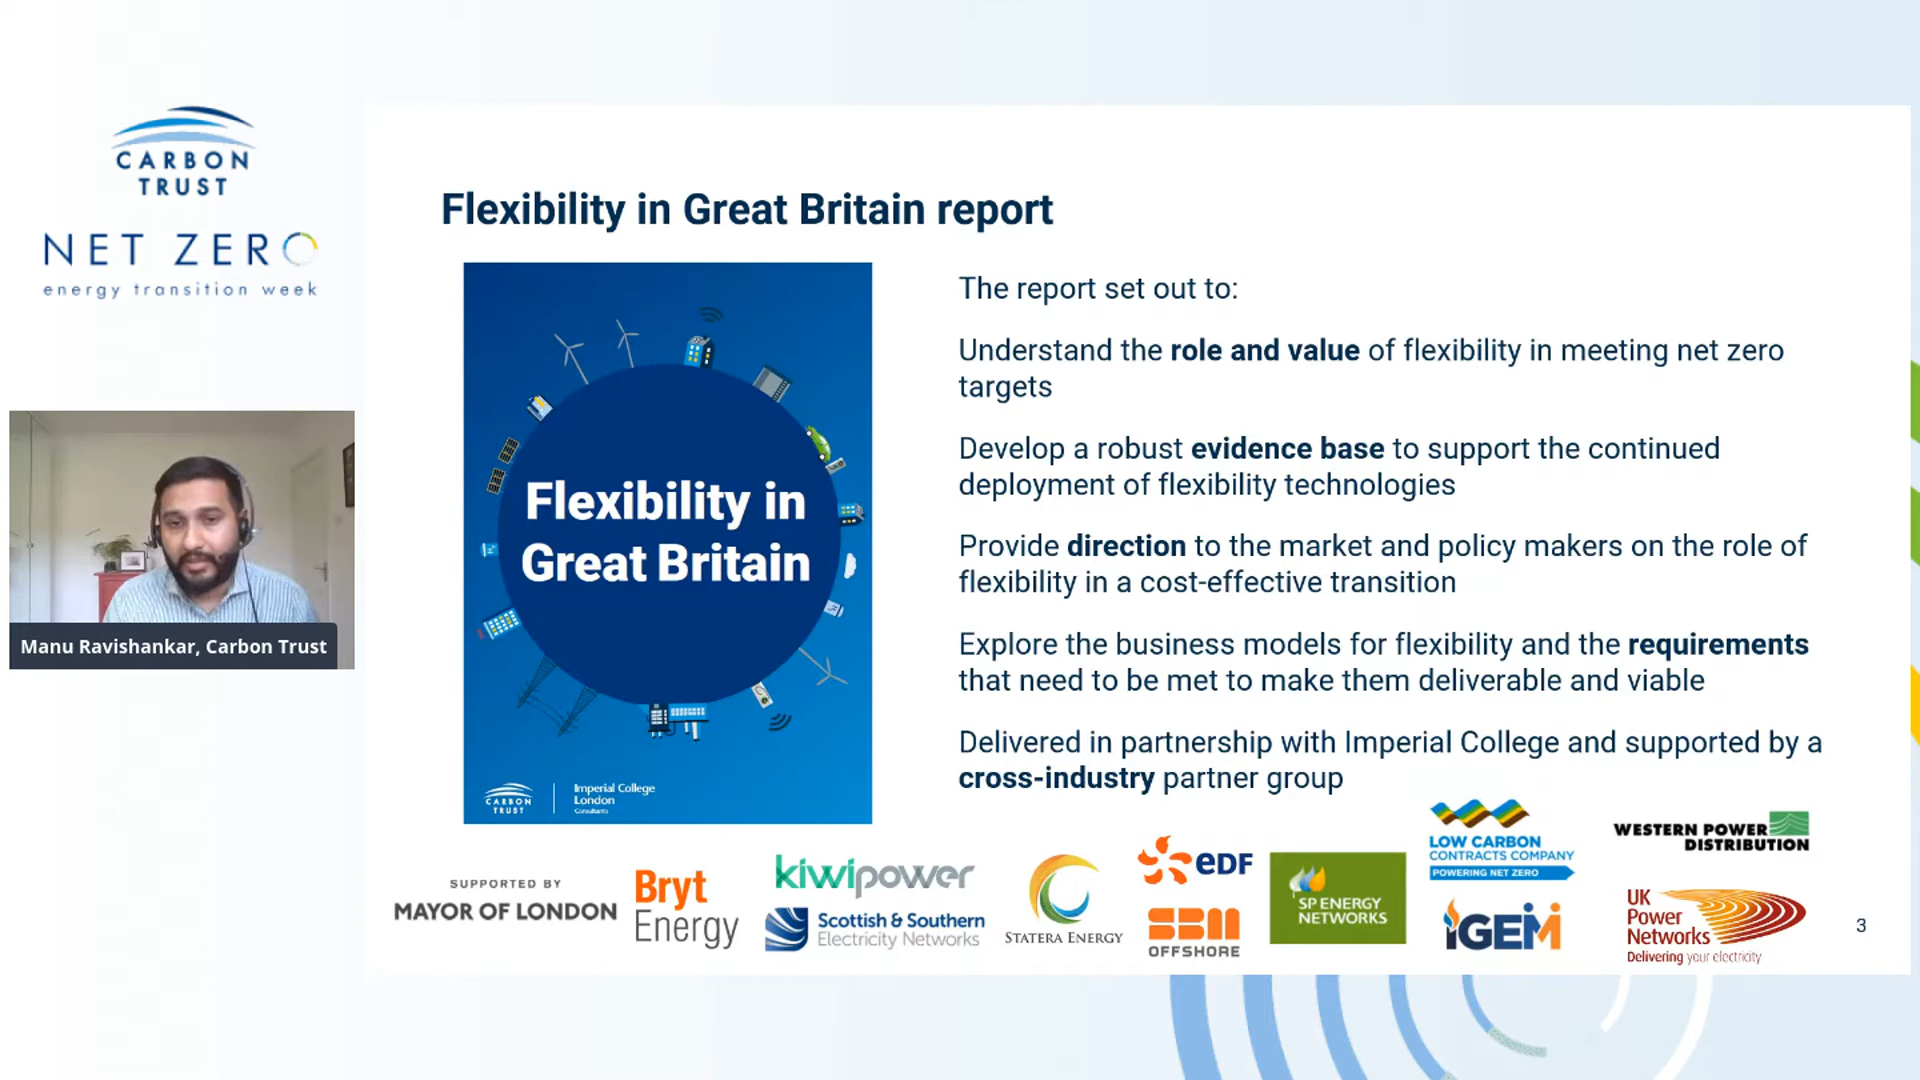 CARBON
TRUST
NET ZERO
energy transition week
Manu Ravishankar, Carbon Trust
Flexibility in Great Britain report
Flexibility in
Great Britain
CARBON
TRUST
Imperial College
London
Consultants
The report set out to:
Understand the role and value of flexibility in meeting net zero
targets
Develop a robust evidence base to support the continued
deployment of flexibility technologies
Provide direction to the market and policy makers on the role of
flexibility in a cost-effective transition
Explore the business models for flexibility and the requirements
that need to be met to make them deliverable and viable
Delivered in partnership with Imperial College and supported by a
cross-industry partner group
SUPPORTED BY
MAYOR OF LONDON
Bryt
Energy
kiwipower
Scottish & Southern
Electricity Networks
STATERA ENERGY
eDF
SBM
OFFSHORE
SP ENERGY
NETWORKS
LOW CARBON
CONTRACTS COMPANY
POWERING NET ZERO
iGEM
WESTERN POWER
DISTRIBUTION
UK
Power
Networks
Delivering your electricity
3